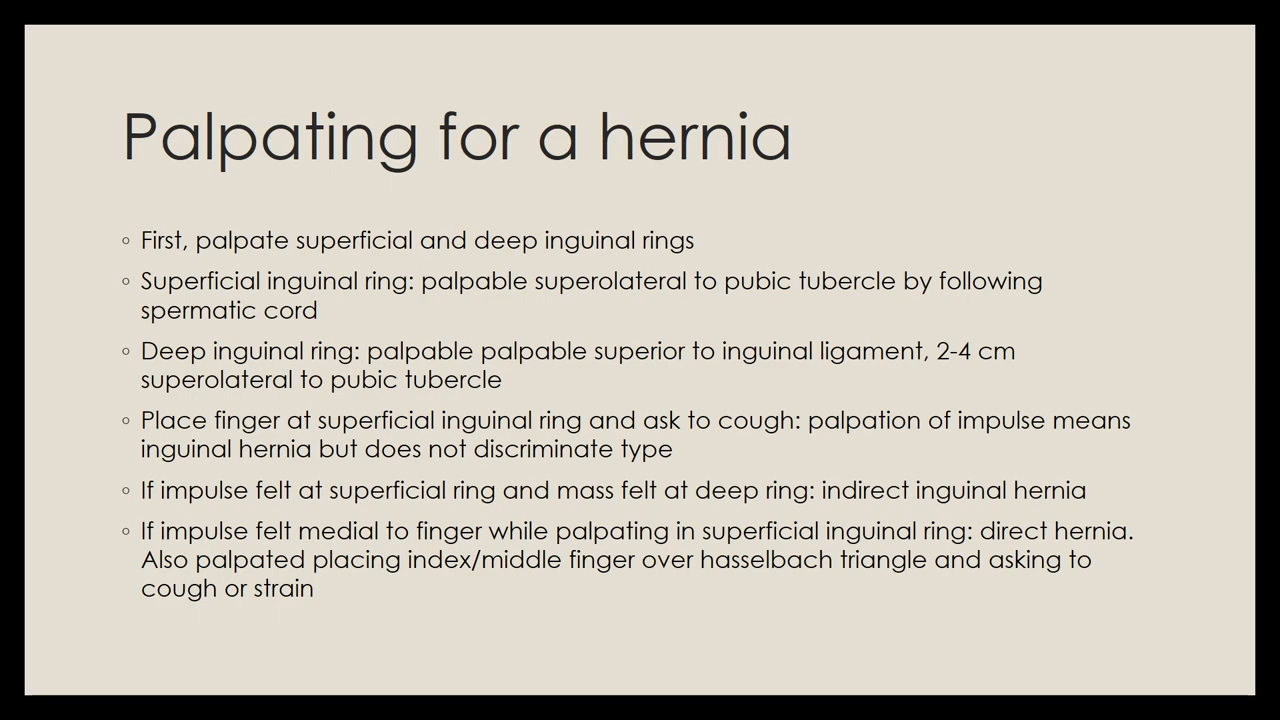 Palpating for a hernia
◦ First, palpate superficial and deep inguinal rings
◦ Superficial inguinal ring: palpable superolateral to pubic tubercle by following
spermatic cord
◦ Deep inguinal ring: palpable palpable superior to inguinal ligament, 2-4 cm
superolateral to pubic tubercle
◦ Place finger at superficial inguinal ring and ask to cough: palpation of impulse means
inguinal hernia but does not discriminate type
◦ If impulse felt at superficial ring and mass felt at deep ring: indirect inguinal hernia
◦ If impulse felt medial to finger while palpating in superficial inguinal ring: direct hernia.
Also palpated placing index/middle finger over hasselbach triangle and asking to
cough or strain